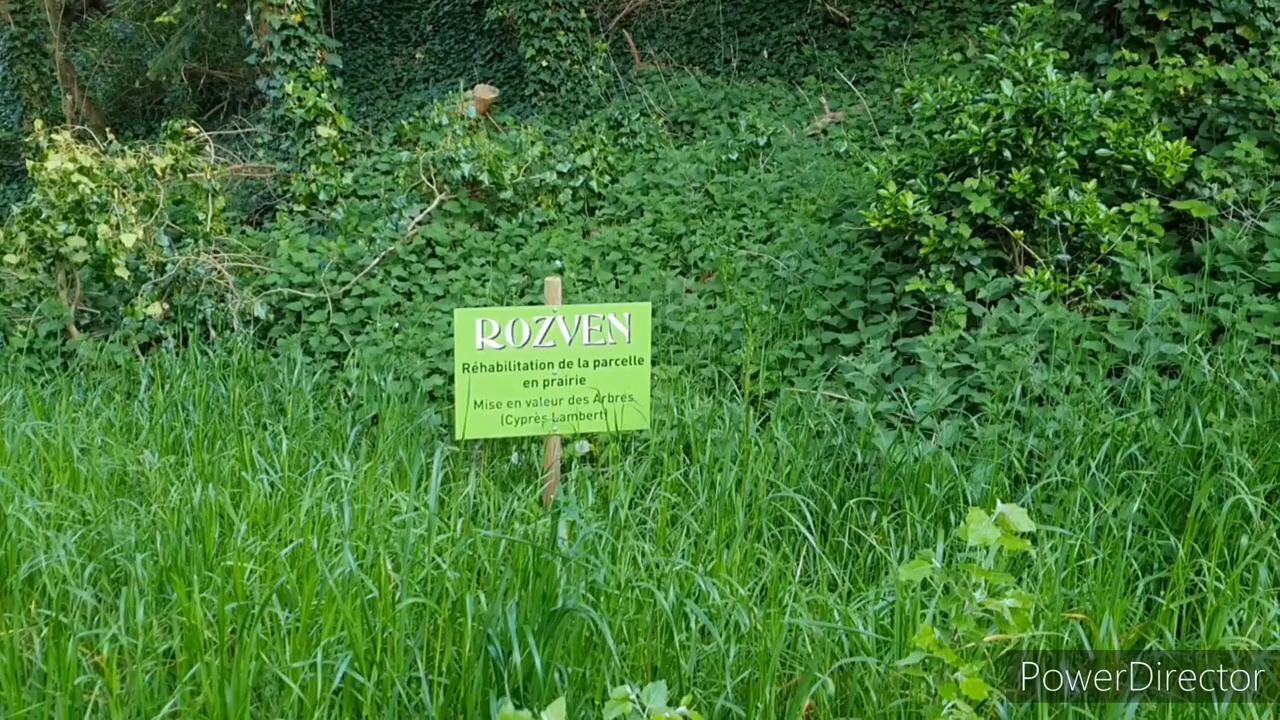 ROZVEN
Réhabilitation de la parcelle
en prairie
Mise en valeur des Arbres
(Cyprès Lambert)
PowerDirector